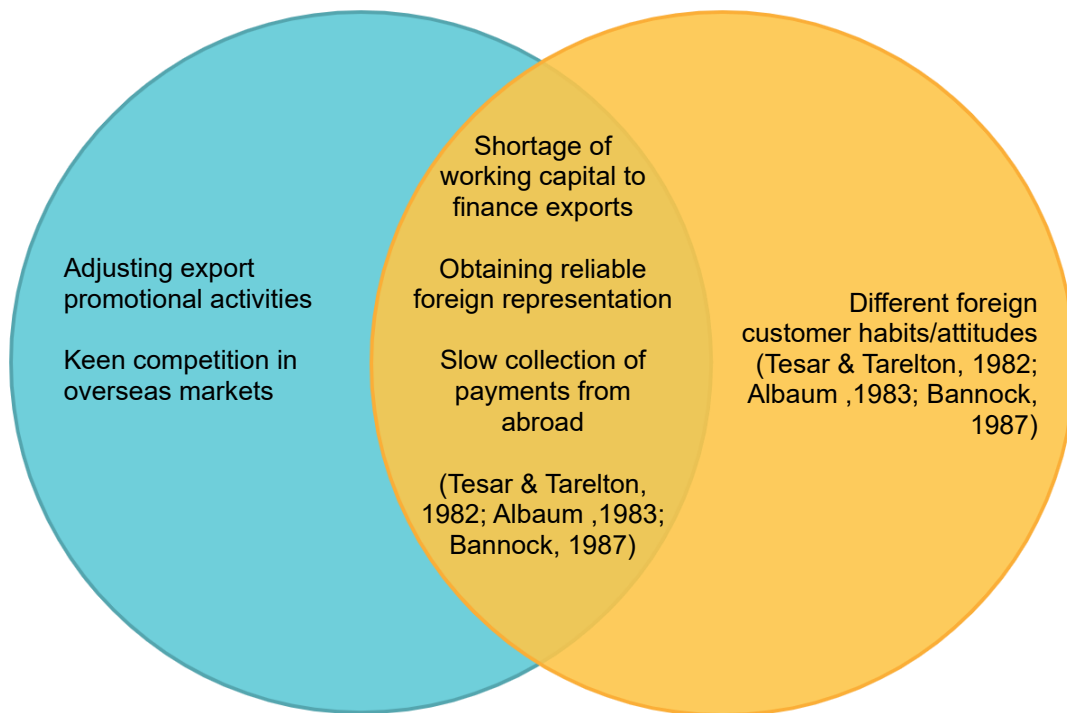 Adjusting export
promotional activities
Keen competition in
overseas markets
Shortage of
working capital to
finance exports
Obtaining reliable
foreign representation
Slow collection of
payments from
abroad
(Tesar & Tarelton,
1982; Albaum ,1983;
Bannock, 1987)
Different foreign
customer habits/attitudes
(Tesar & Tarelton, 1982;
Albaum ,1983; Bannock,
1987)